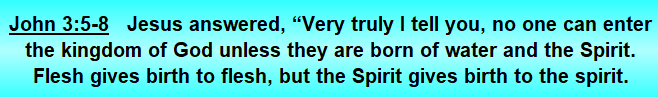 John 3:5-8   Jesus answered, “Very truly I tell you, no one can enter
the kingdom of God unless they are born of water and the Spirit.
Flesh gives birth to flesh, but the Spirit gives birth to the spirit.